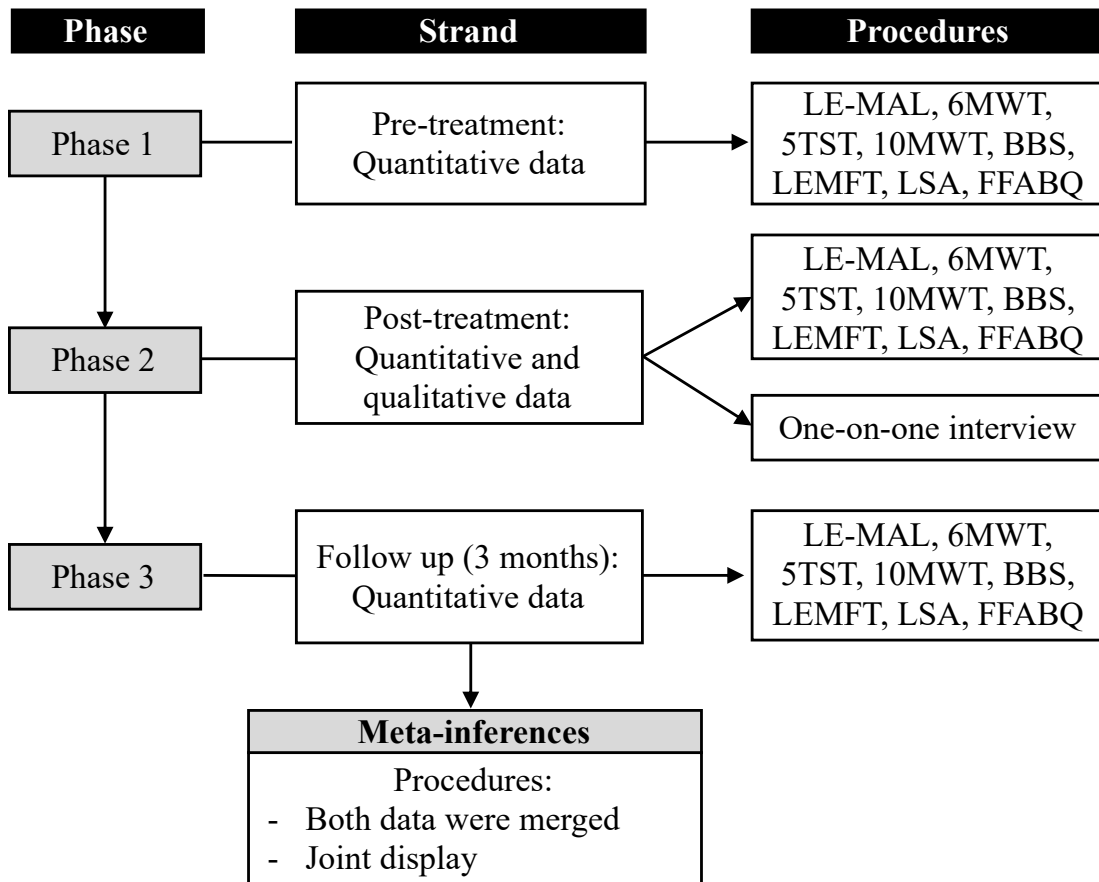 Phase
Strand
Procedures
Phase 1
Pre-treatment:
Quantitative data
LE-MAL, 6MWT,
5TST, 10MWT, BBS,
LEMFT, LSA, FFABQ
Phase 2
Post-treatment:
Quantitative and
qualitative data
LE-MAL, 6MWT,
5TST, 10MWT, BBS,
LEMFT, LSA, FFABQ
One-on-one interview
Phase 3
Follow up (3 months):
Quantitative data
LE-MAL, 6MWT,
5TST, 10MWT, BBS,
LEMFT, LSA, FFABQ
Meta-inferences
Procedures:
- Both data were merged
- Joint display